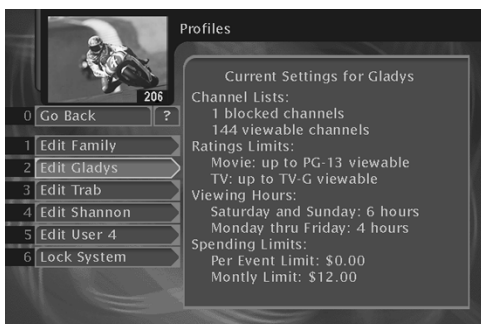 Profiles
206
0 Go Back ?
1 Edit Family
2 Edit Gladys
3 Edit Trab
4 Edit Shannon
5 Edit User 4
6 Lock System
Current Settings for Gladys
Channel Lists:
1 blocked channels
144 viewable channels
Ratings Limits:
Movie: up to PG-13 viewable
TV: up to TV-G viewable
Viewing Hours:
Saturday and Sunday: 6 hours
Monday thru Friday: 4 hours
Spending Limits:
Per Event Limit: $0.00
Montly Limit: $12.00